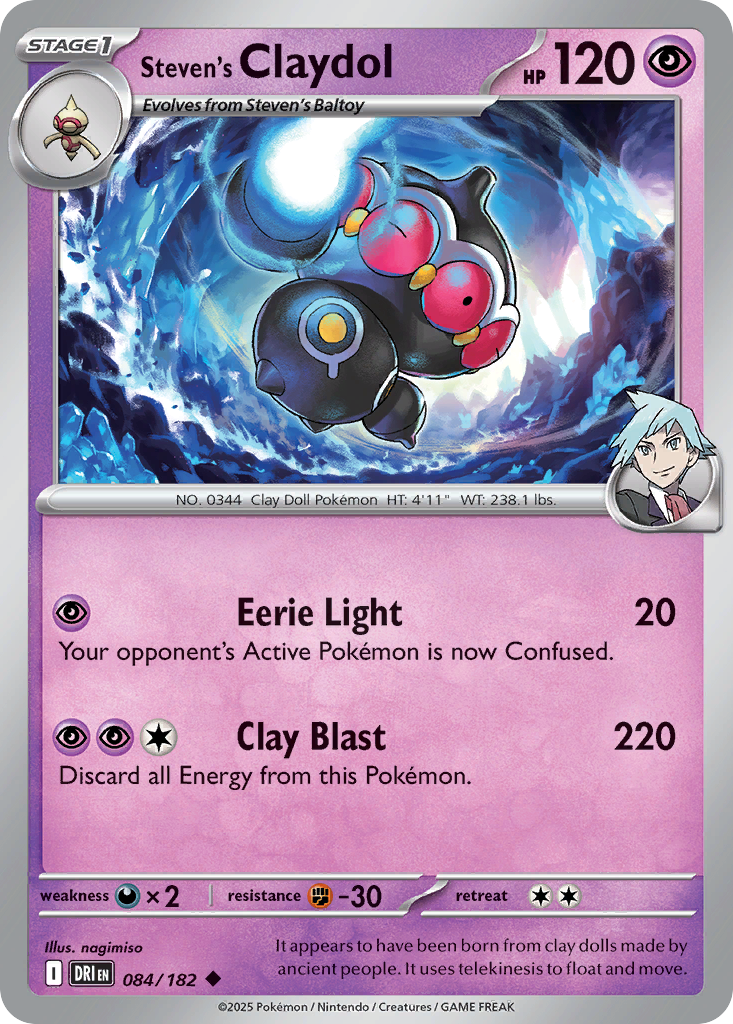 STAGE1
Steven's Claydol
HP 120
Evolves from Steven's Baltoy
NO. 0344 Clay Doll Pokémon HT: 4'11" WT: 238.1 lbs.
Eerie Light 20
Your opponent's Active Pokémon is now Confused.
Clay Blast 220
Discard all Energy from this Pokémon.
weakness ×2 resistance -30 retreat
Illus. nagimiso
I DRI EN 084/182
It appears to have been born from clay dolls made by
ancient people. It uses telekinesis to float and move.
©2025 Pokémon / Nintendo / Creatures / GAME FREAK